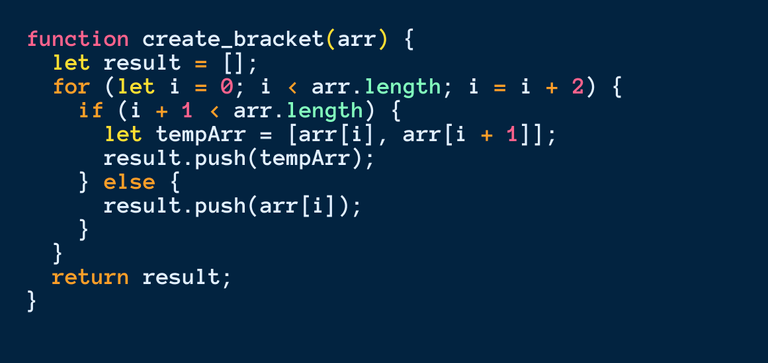 function create_bracket(arr) {
  let result = [];
  for (let i = 0; i < arr.length; i = i + 2) {
    if (i + 1 < arr.length) {
      let tempArr = [arr[i], arr[i + 1]];
      result.push(tempArr);
    } else {
      result.push(arr[i]);
    }
  }
  return result;
}